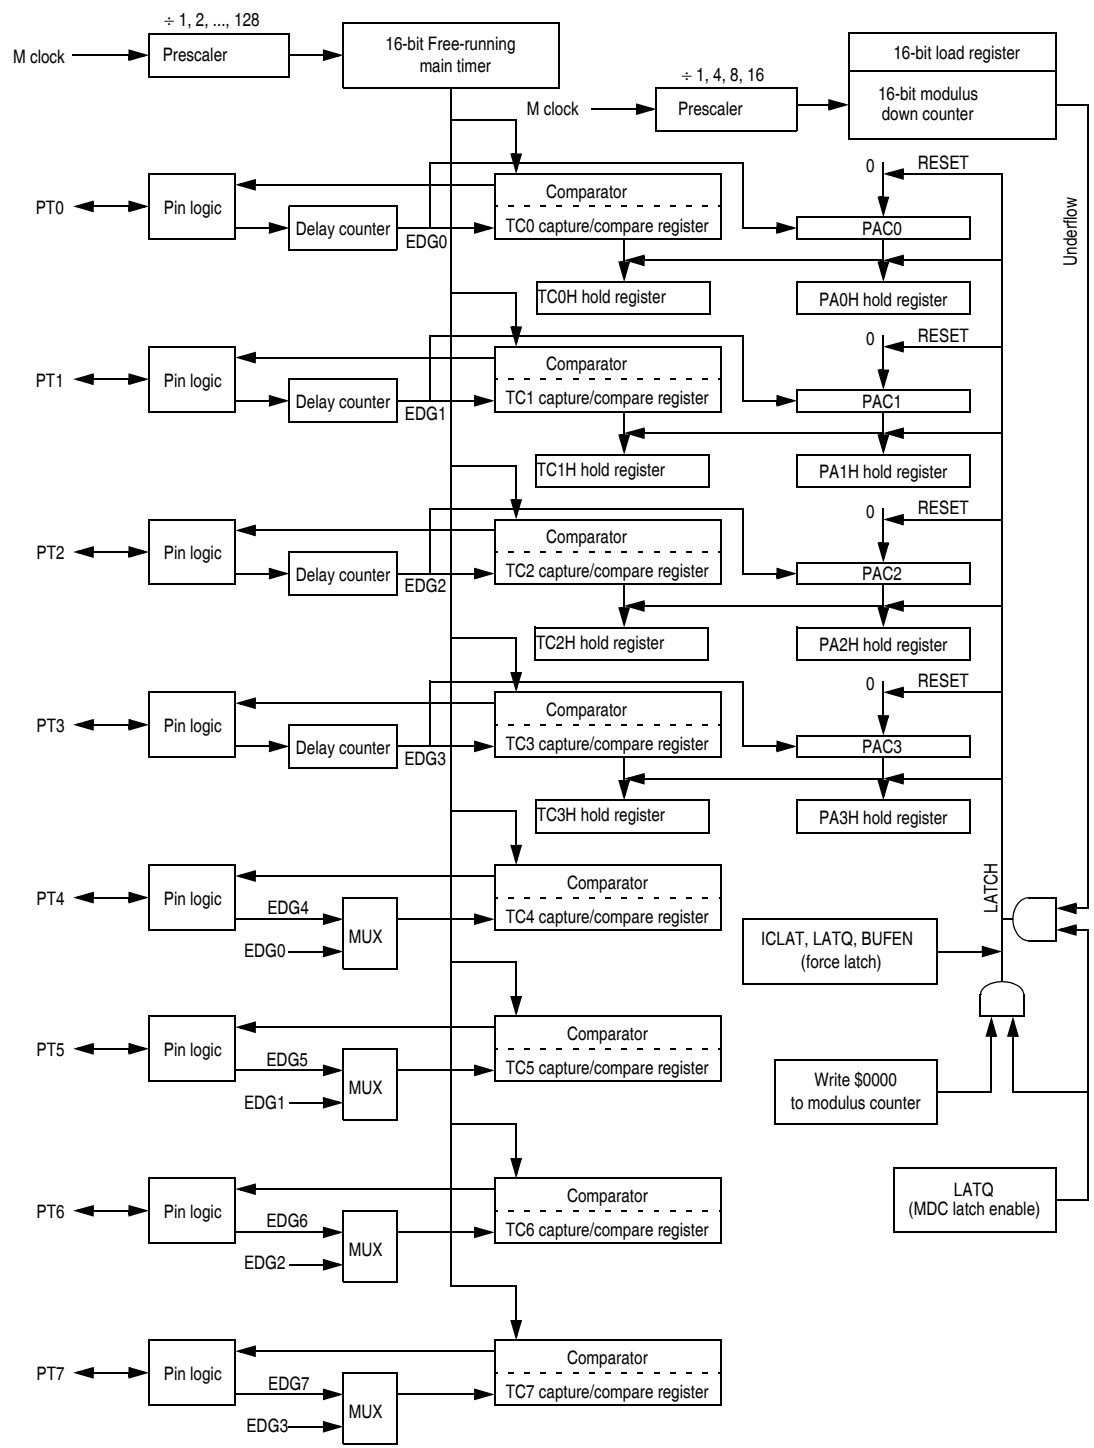 ÷ 1, 2, ..., 128
M clock
Prescaler
16-bit Free-running
main timer
÷ 1, 4, 8, 16
M clock
Prescaler
16-bit load register
16-bit modulus
down counter
Underflow
PT0
Pin logic
Delay counter
EDG0
Comparator
TC0 capture/compare register
TC0H hold register
0
RESET
PAC0
PA0H hold register
PT1
Pin logic
Delay counter
EDG1
Comparator
TC1 capture/compare register
TC1H hold register
0
RESET
PAC1
PA1H hold register
PT2
Pin logic
Delay counter
EDG2
Comparator
TC2 capture/compare register
TC2H hold register
0
RESET
PAC2
PA2H hold register
PT3
Pin logic
Delay counter
EDG3
Comparator
TC3 capture/compare register
TC3H hold register
0
RESET
PAC3
PA3H hold register
LATCH
PT4
Pin logic
EDG4
EDG0
MUX
Comparator
TC4 capture/compare register
ICLAT, LATQ, BUFEN
(force latch)
PT5
Pin logic
EDG5
EDG1
MUX
Comparator
TC5 capture/compare register
Write $0000
to modulus counter
PT6
Pin logic
EDG6
EDG2
MUX
Comparator
TC6 capture/compare register
LATQ
(MDC latch enable)
PT7
Pin logic
EDG7
EDG3
MUX
Comparator
TC7 capture/compare register